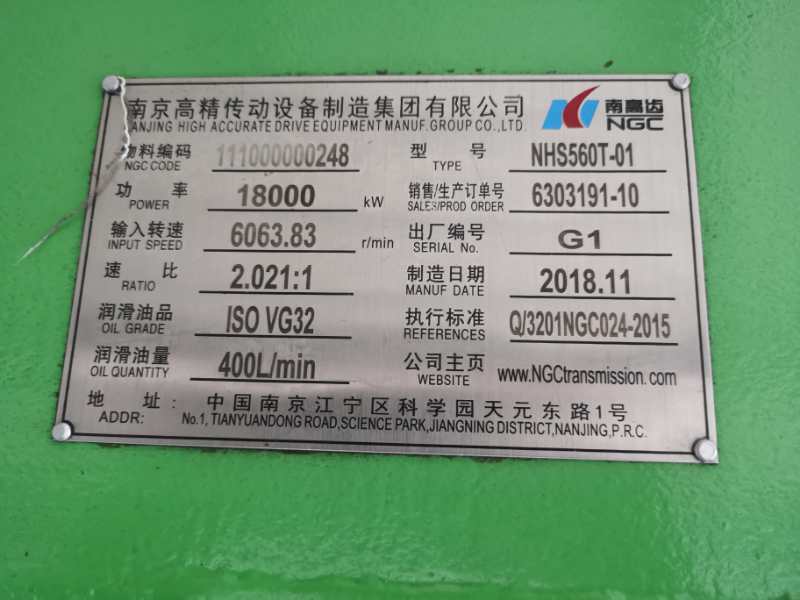 南京高精传动设备制造集团有限公司
NANJING HIGH ACCURATE DRIVE EQUIPMENT MANUF.GROUP CO.,LTD.
南高齿
NGC
物料编码 111000000248 型号 NHS560T-01
NGC CODE TYPE
功率 18000 kW 销售/生产订单号 6303191-10
POWER SALES/PROD ORDER
输入转速 6063.83 r/min 出厂编号 G1
INPUT SPEED SERIAL No.
速比 2.021:1 制造日期 2018.11
RATIO MANUF DATE
润滑油品 ISO VG32 执行标准 Q/3201NGC024-2015
OIL GRADE REFERENCES
润滑油量 400L/min 公司主页 www.NGCtransmission.com
OIL QUANTITY WEBSITE
地址: 中国南京江宁区科学园天元东路1号
ADDR: No.1, TIANYUANDONG ROAD,SCIENCE PARK,JIANGNING DISTRICT,NANJING,P.R.C.